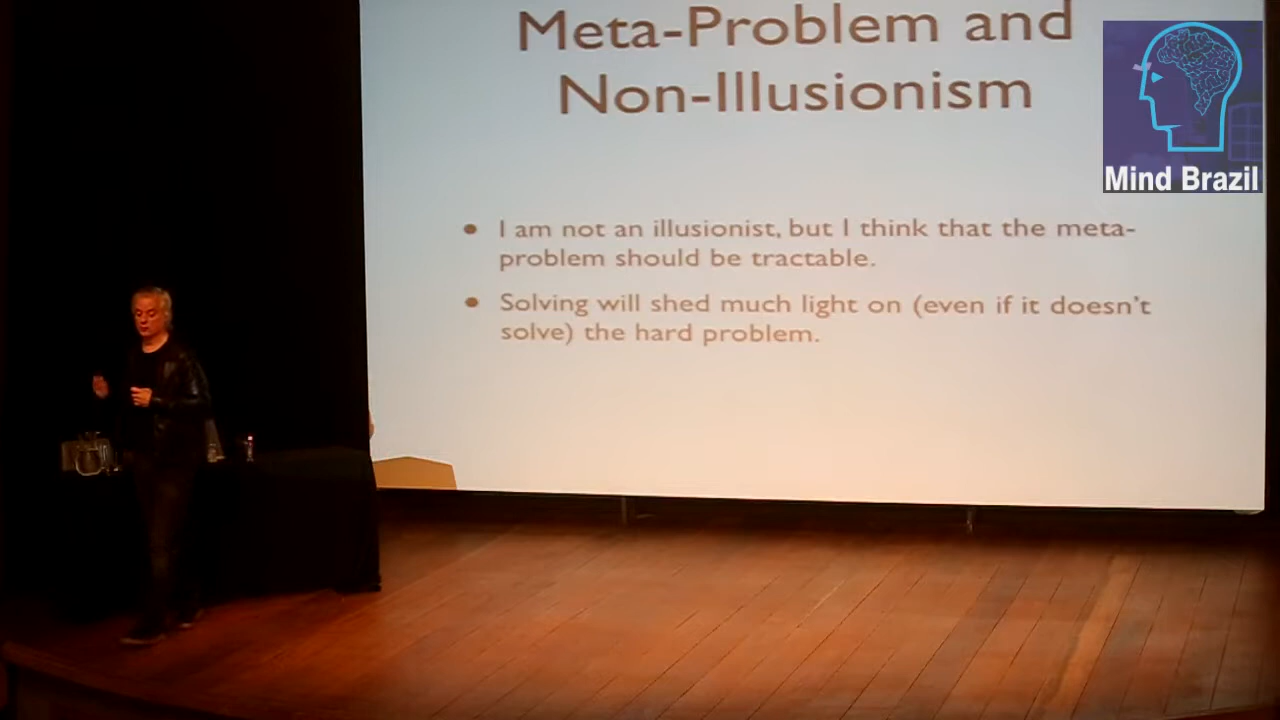 Meta-Problem and
Non-Illusionism
Mind Brazil
• I am not an illusionist, but I think that the meta-
problem should be tractable.
• Solving will shed much light on (even if it doesn't
solve) the hard problem.